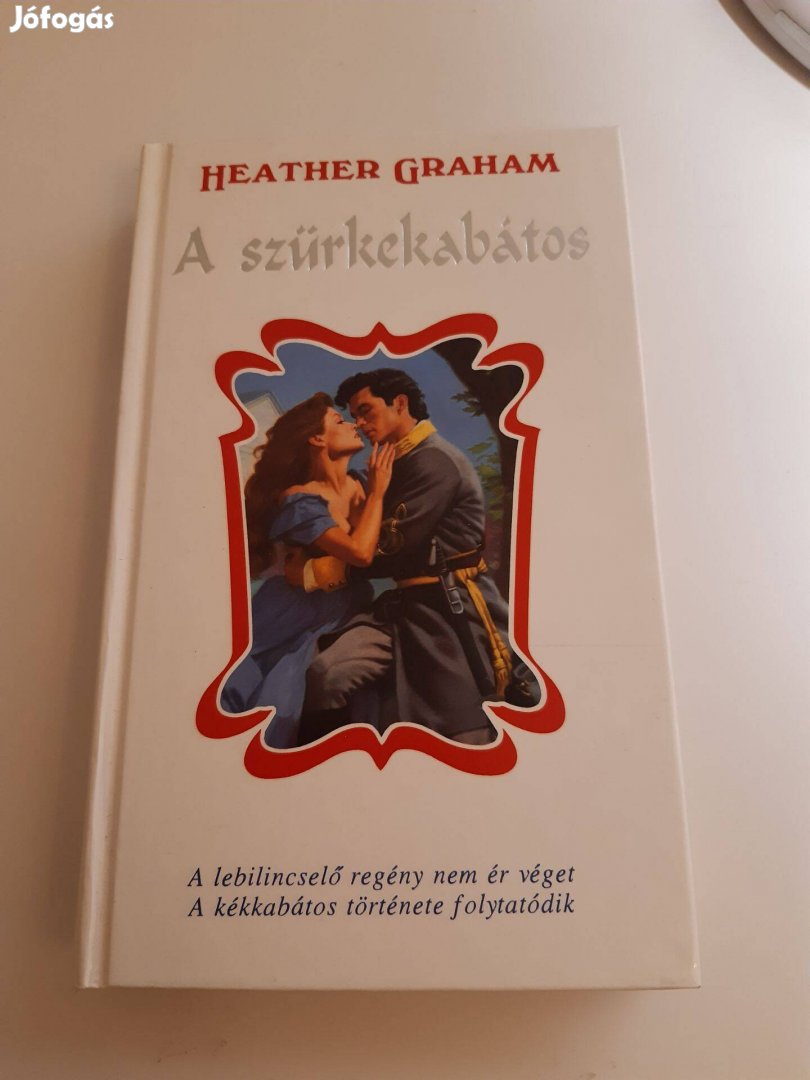 Jófogás
HEATHER GRAHAM
A szürkekabátos
A lebilincselő regény nem ér véget
A kékkabátos története folytatódik